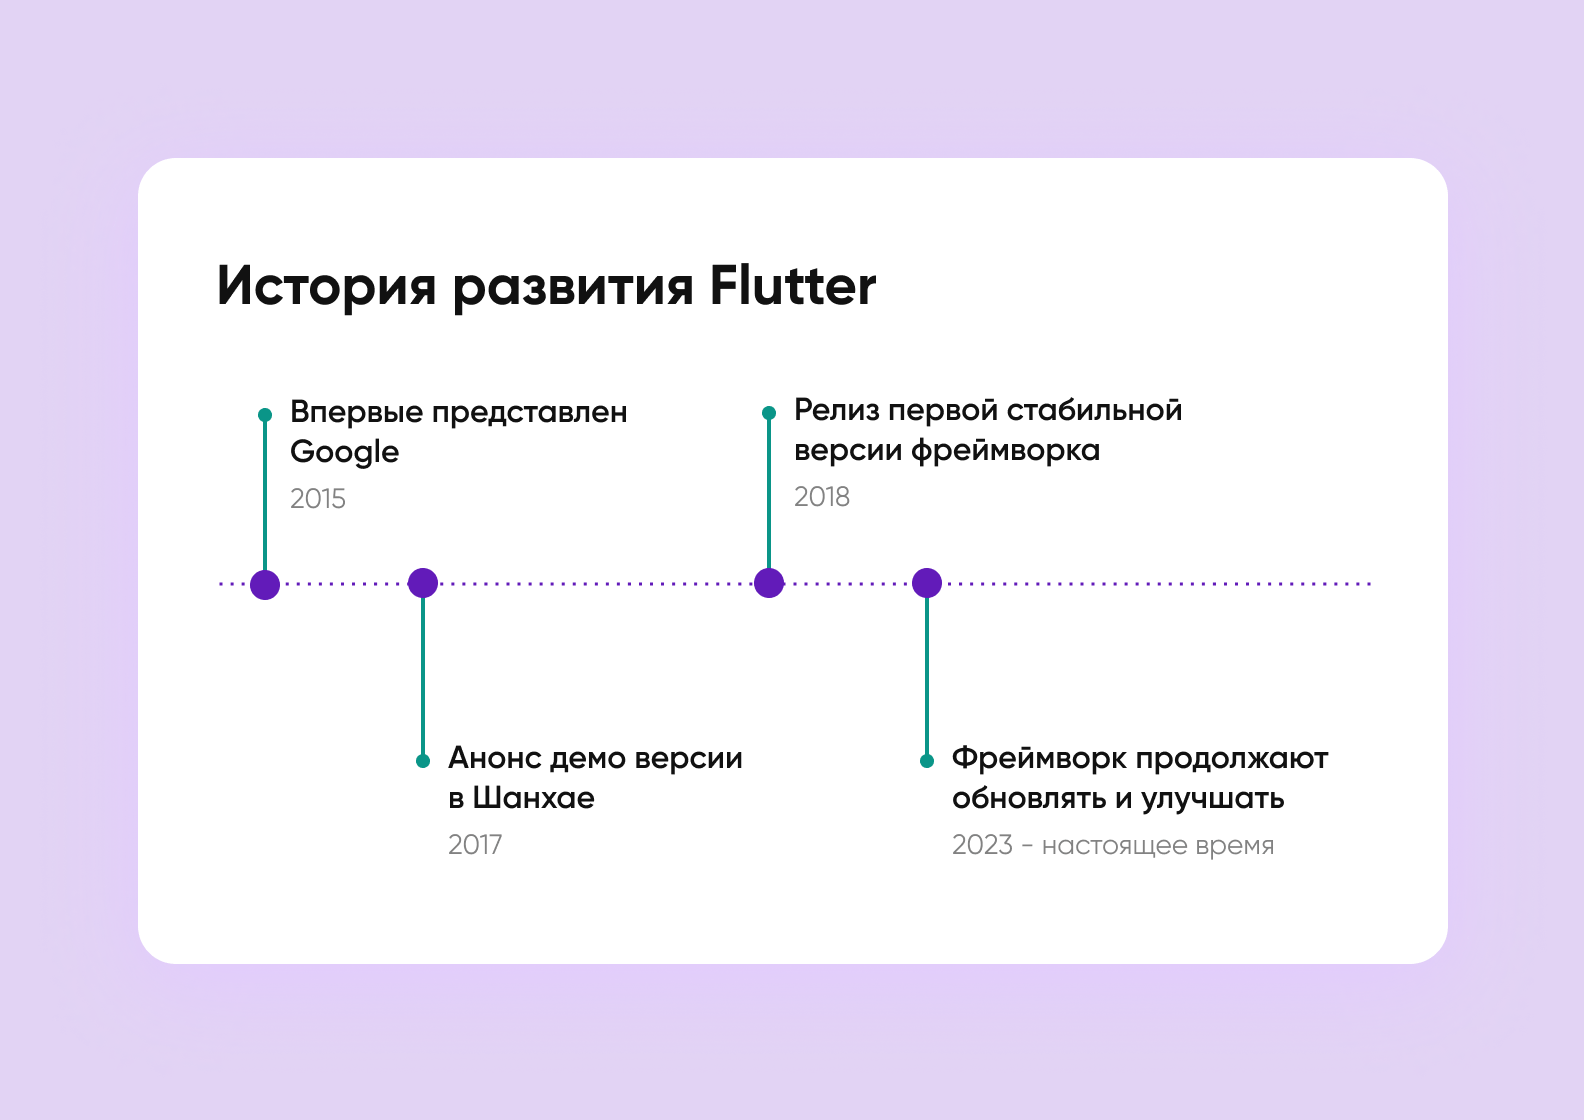 История развития Flutter
Впервые представлен
Google
2015
Релиз первой стабильной
версии фреймворка
2018
Анонс демо версии
в Шанхае
2017
Фреймворк продолжают
обновлять и улучшать
2023 - настоящее время